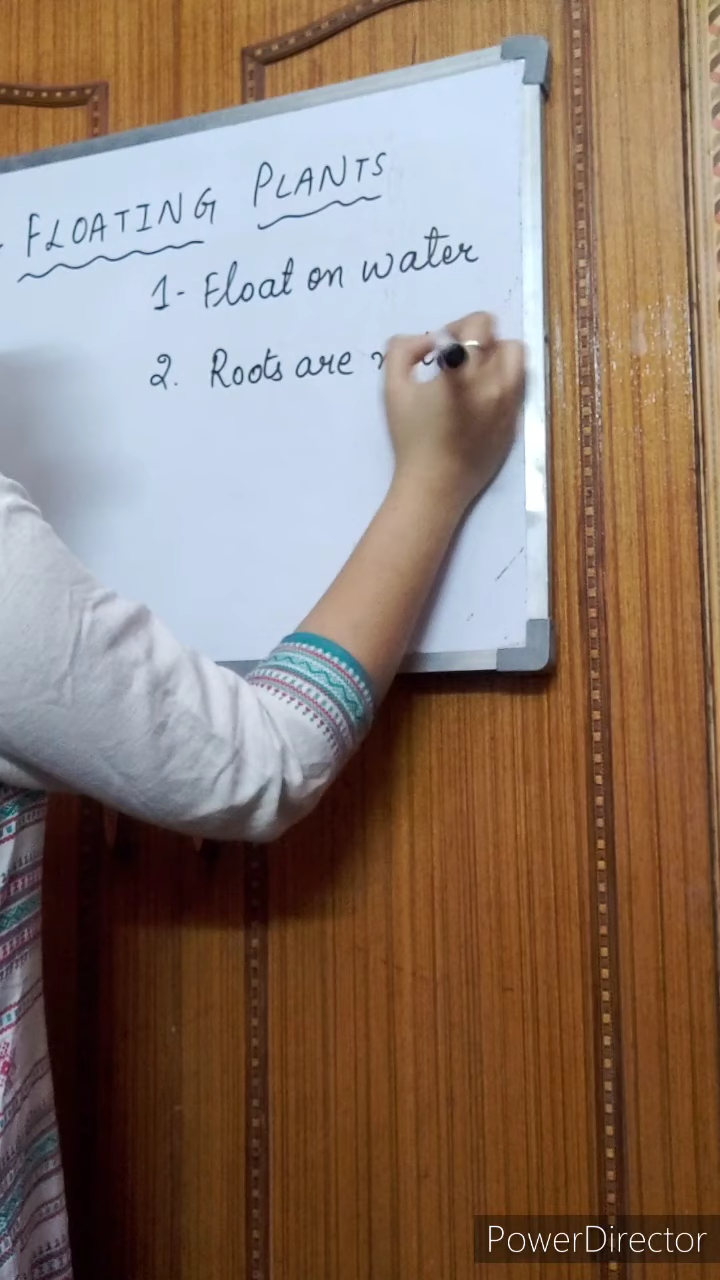 - FLOATING PLANTS
1- Float on water
2. Roots are
PowerDirector